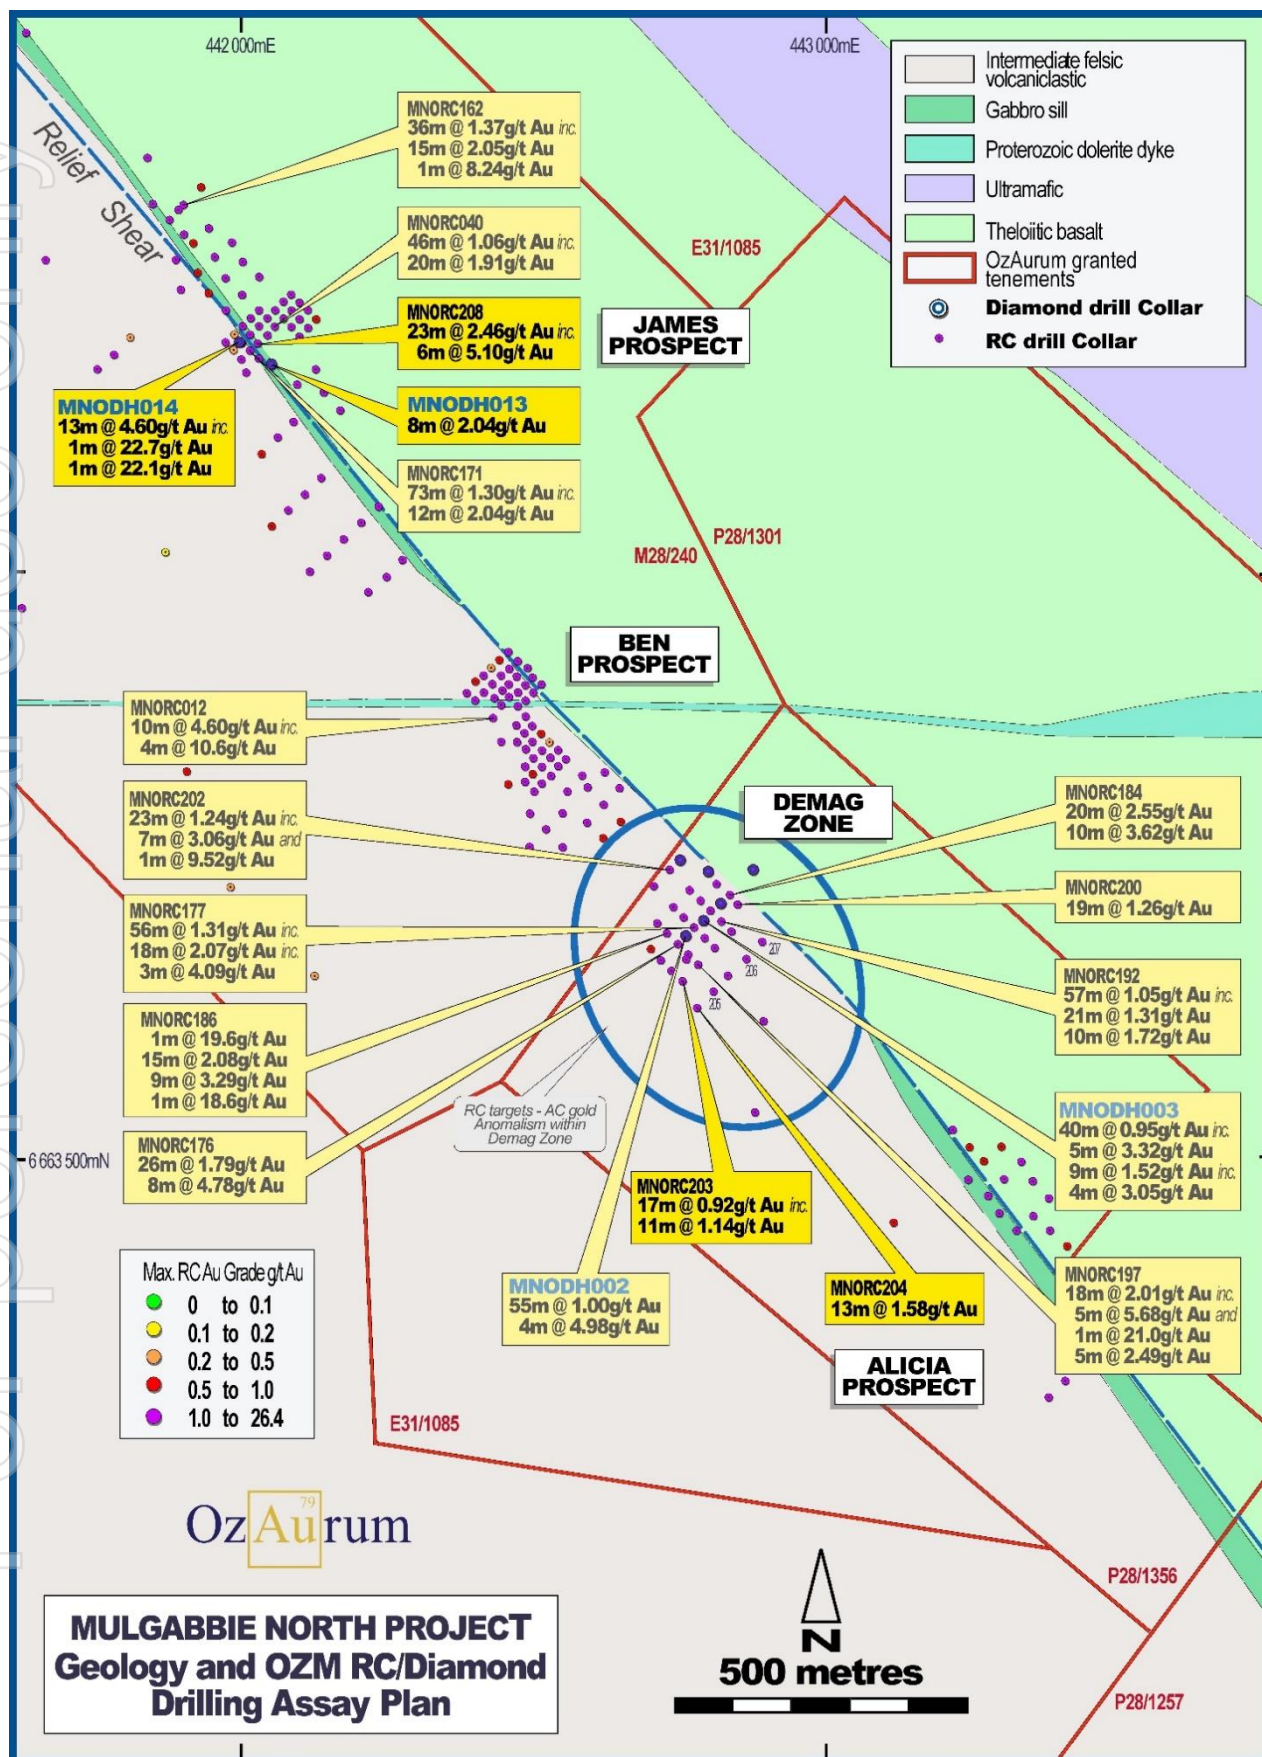 442 000mE
443 000mE
Intermediate felsic
volcaniclastic
Gabbro sill
Proterozoic dolerite dyke
Ultramafic
Theloiitic basalt
OzAurum granted
tenements
Diamond drill Collar
RC drill Collar
Relief
Shear
MNORC162
36m @ 1.37g/t Au inc.
15m @ 2.05g/t Au
1m @ 8.24g/t Au
MNORC040
46m @ 1.06g/t Au inc.
20m @ 1.91g/t Au
MNORC208
23m @ 2.46g/t Au inc.
6m @ 5.10g/t Au
MNODH014
13m @ 4.60g/t Au inc.
1m @ 22.7g/t Au
1m @ 22.1g/t Au
MNODH013
8m @ 2.04g/t Au
MNORC171
73m @ 1.30g/t Au inc.
12m @ 2.04g/t Au
E31/1085
JAMES
PROSPECT
P28/1301
M28/240
BEN
PROSPECT
MNORC012
10m @ 4.60g/t Au inc.
4m @ 10.6g/t Au
MNORC202
23m @ 1.24g/t Au inc.
7m @ 3.06g/t Au and
1m @ 9.52g/t Au
DEMAG
ZONE
MNORC184
20m @ 2.55g/t Au
10m @ 3.62g/t Au
MNORC200
19m @ 1.26g/t Au
MNORC177
56m @ 1.31g/t Au inc.
18m @ 2.07g/t Au inc.
3m @ 4.09g/t Au
207
206
205
MNORC192
57m @ 1.05g/t Au inc.
21m @ 1.31g/t Au
10m @ 1.72g/t Au
MNORC186
1m @ 19.6g/t Au
15m @ 2.08g/t Au
9m @ 3.29g/t Au
1m @ 18.6g/t Au
RC targets - AC gold
Anomalism within
Demag Zone
MNODH003
40m @ 0.95g/t Au inc.
5m @ 3.32g/t Au
9m @ 1.52g/t Au inc.
4m @ 3.05g/t Au
MNORC176
26m @ 1.79g/t Au
8m @ 4.78g/t Au
6 663 500mN
MNORC203
17m @ 0.92g/t Au inc.
11m @ 1.14g/t Au
MNODH002
55m @ 1.00g/t Au
4m @ 4.98g/t Au
MNORC204
13m @ 1.58g/t Au
MNORC197
18m @ 2.01g/t Au inc.
5m @ 5.68g/t Au and
1m @ 21.0g/t Au
5m @ 2.49g/t Au
Max. RC Au Grade g/t Au
0 to 0.1
0.1 to 0.2
0.2 to 0.5
0.5 to 1.0
1.0 to 26.4
ALICIA
PROSPECT
E31/1085
79
OzAurum
P28/1356
P28/1257
MULGABBIE NORTH PROJECT
Geology and OZM RC/Diamond
Drilling Assay Plan
N
500 metres
For personal use only